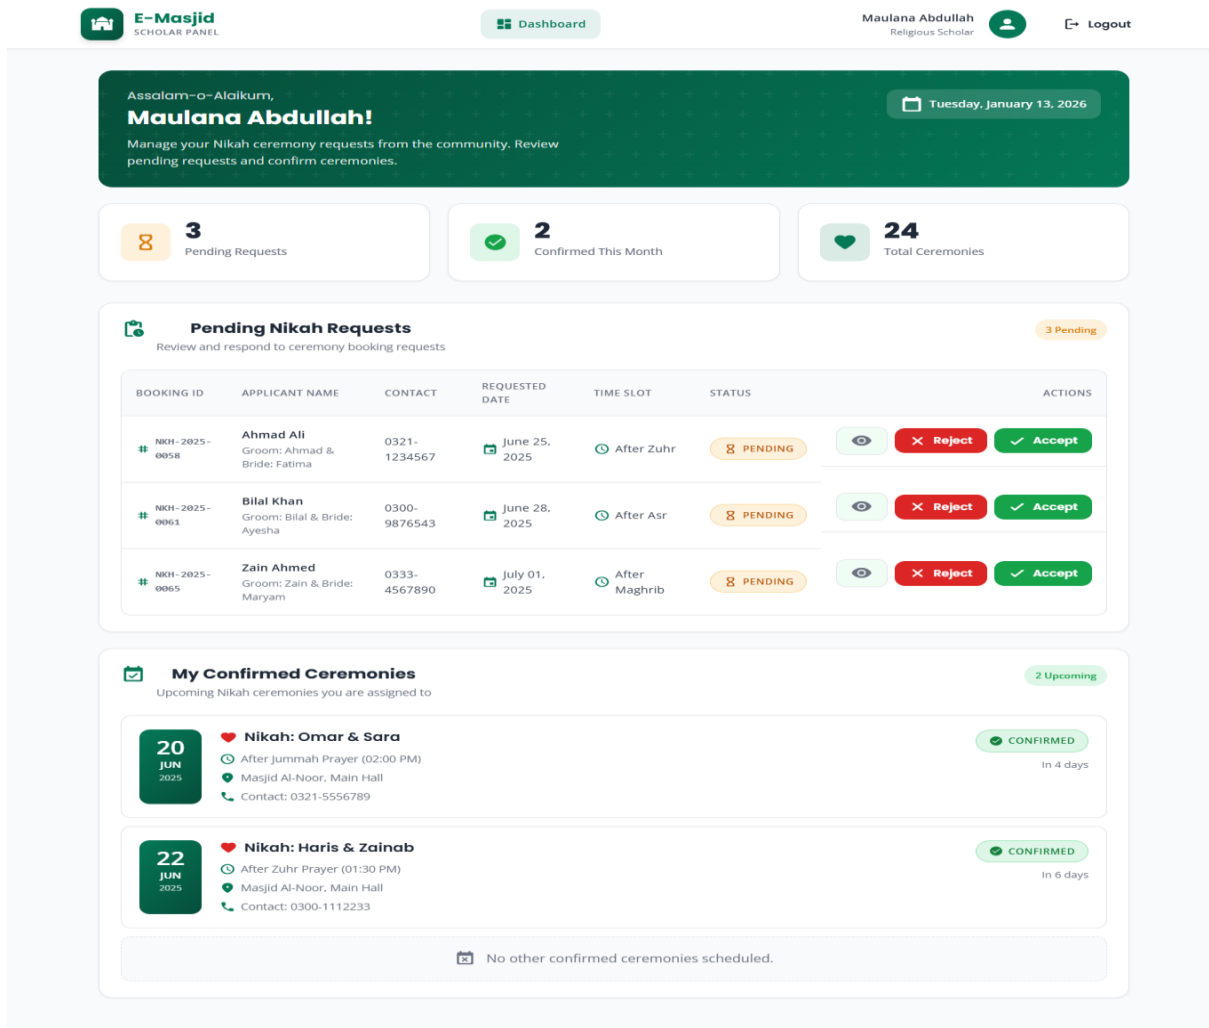 E-Masjid
SCHOLAR PANEL
Dashboard
Maulana Abdullah
Religious Scholar
Logout
Assalam-o-Alaikum,
Maulana Abdullah!
Manage your Nikah ceremony requests from the community. Review
pending requests and confirm ceremonies.
Tuesday, January 13, 2026
3
Pending Requests
2
Confirmed This Month
24
Total Ceremonies
Pending Nikah Requests
Review and respond to ceremony booking requests
3 Pending
BOOKING ID APPLICANT NAME CONTACT REQUESTED DATE TIME SLOT STATUS ACTIONS
# NKH-2025-0058
Ahmad Ali
Groom: Ahmad &
Bride: Fatima
0321-
1234567
June 25,
2025
After Zuhr
PENDING
Reject
Accept
# NKH-2025-0061
Bilal Khan
Groom: Bilal & Bride:
Ayesha
0300-
9876543
June 28,
2025
After Asr
PENDING
Reject
Accept
# NKH-2025-0065
Zain Ahmed
Groom: Zain & Bride:
Maryam
0333-
4567890
July 01,
2025
After
Maghrib
PENDING
Reject
Accept
My Confirmed Ceremonies
Upcoming Nikah ceremonies you are assigned to
2 Upcoming
20
JUN
2025
Nikah: Omar & Sara
After Jummah Prayer (02:00 PM)
Masjid Al-Noor, Main Hall
Contact: 0321-5556789
CONFIRMED
In 4 days
22
JUN
2025
Nikah: Haris & Zainab
After Zuhr Prayer (01:30 PM)
Masjid Al-Noor, Main Hall
Contact: 0300-1112233
CONFIRMED
In 6 days
No other confirmed ceremonies scheduled.